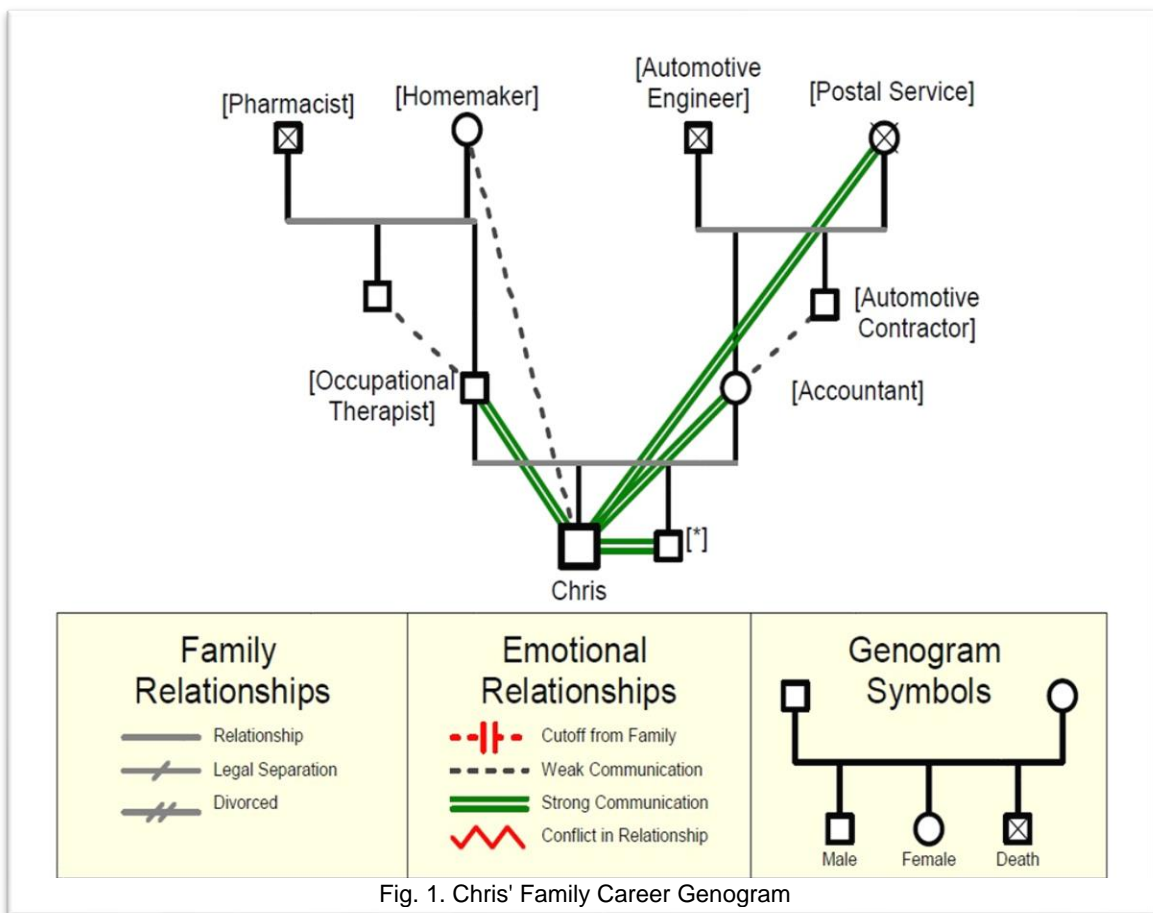 [Pharmacist]
[Homemaker]
[Automotive
Engineer]
[Postal Service]
[Automotive
Contractor]
[Occupational
Therapist]
[Accountant]
[*]
Chris
Family
Relationships
Relationship
Legal Separation
Divorced
Emotional
Relationships
Cutoff from Family
Weak Communication
Strong Communication
Conflict in Relationship
Genogram
Symbols
Male
Female
Death
Fig. 1. Chris' Family Career Genogram